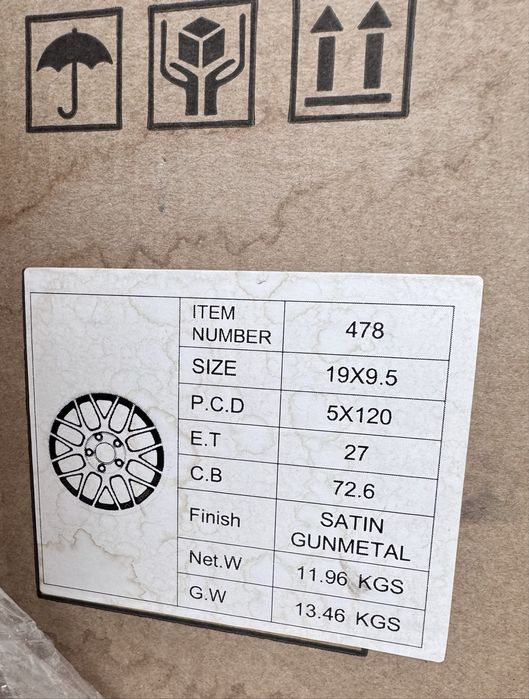 ITEM
NUMBER 478
SIZE 19X9.5
P.C.D 5X120
E.T 27
C.B 72.6
Finish SATIN
GUNMETAL
Net.W 11.96 KGS
G.W 13.46 KGS